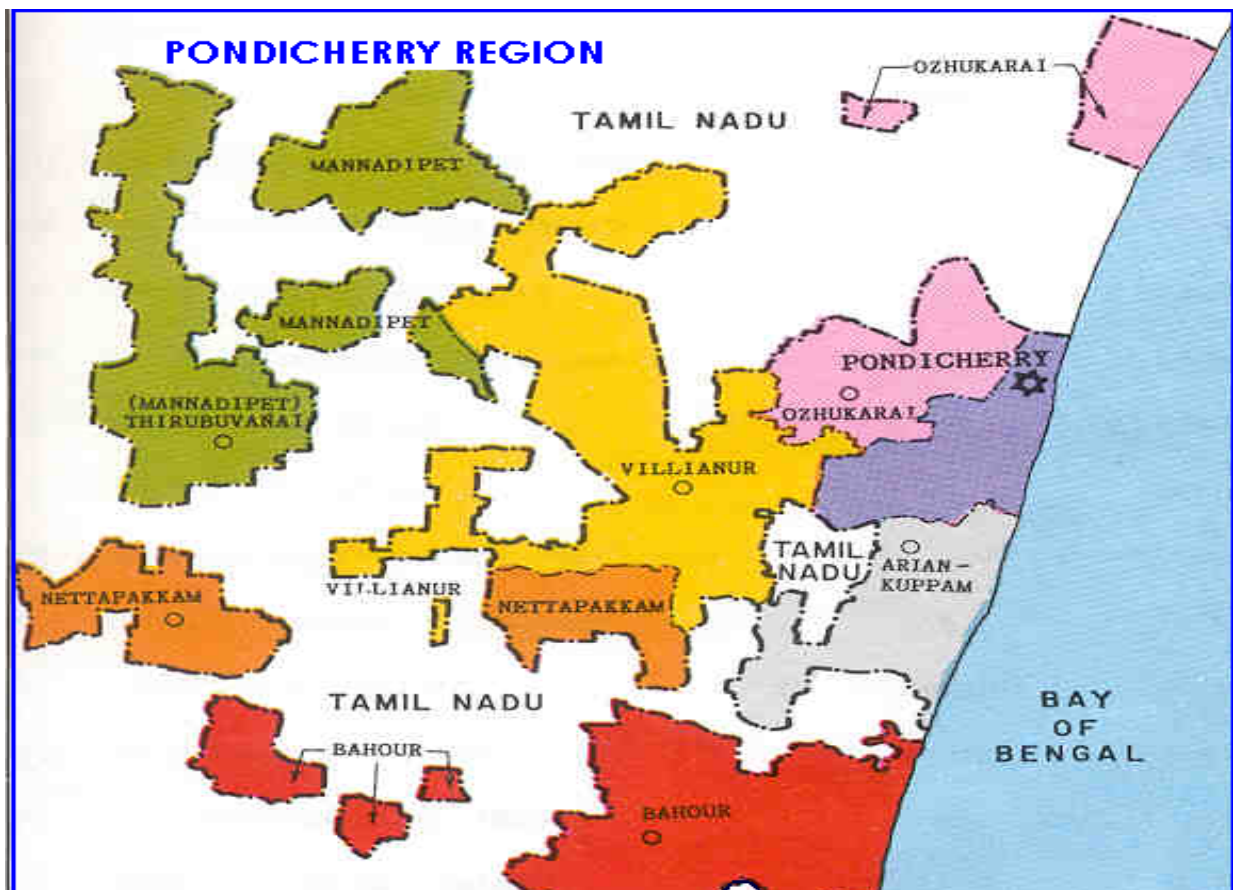 PONDICHERRY REGION
OZHUKARAI
TAMIL NADU
MANNADIPET
MANNADIPET
PONDICHERRY
(MANNADIPET)
THIRUBUVANAI
OZHUKARAI
VILLIANUR
TAMIL
NADU
ARIAN-
KUPPAM
VILLIANUR
NETTAPAKKAM
NETTAPAKKAM
TAMIL NADU
BAY
OF
BENGAL
BAHOUR
BAHOUR